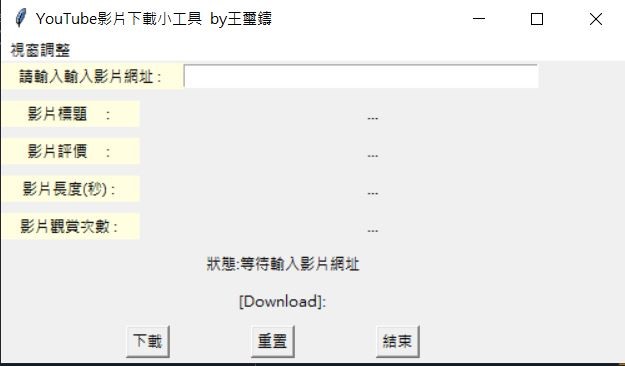 YouTube影片下載小工具 by王璽鑄
視窗調整
請輸入輸入影片網址 :
影片標題 : ...
影片評價 : ...
影片長度(秒) : ...
影片觀賞次數 : ...
狀態:等待輸入影片網址
[Download]:
下載 重置 結束